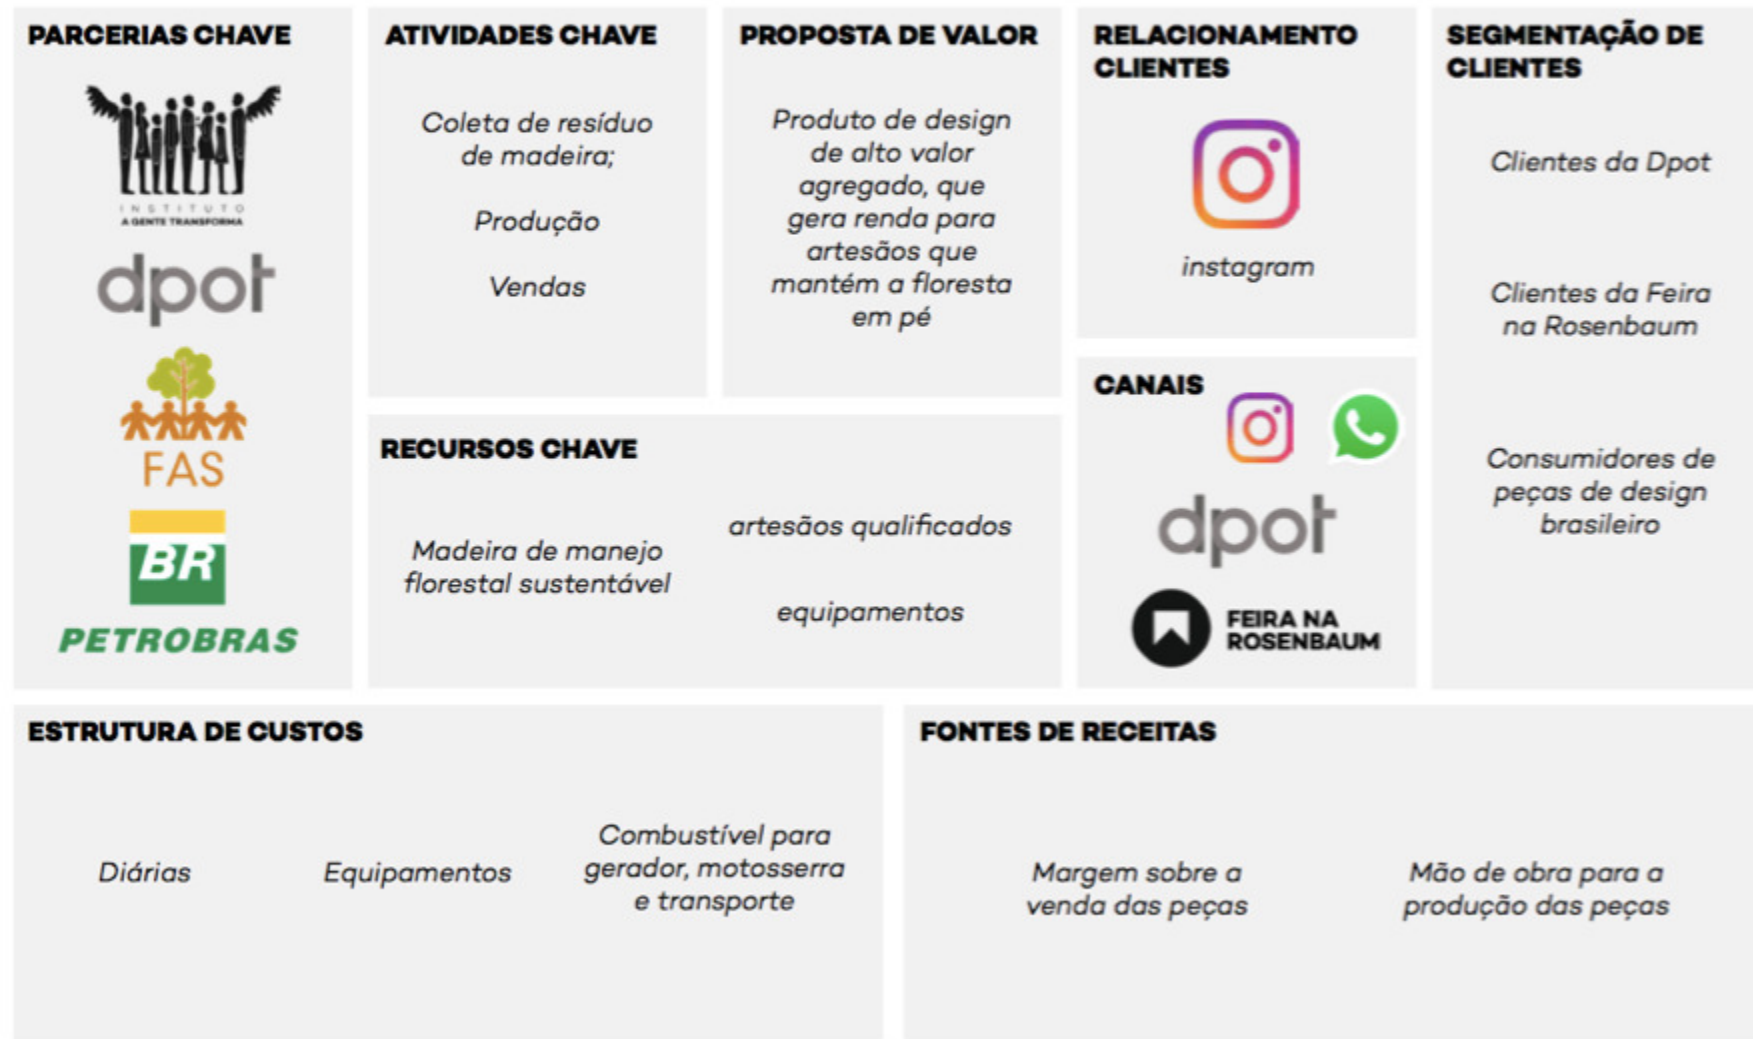 PARCERIAS CHAVE
INSTITUTO
A GENTE TRANSFORMA
dpot
FAS
BR
PETROBRAS
ATIVIDADES CHAVE
Coleta de resíduo
de madeira;
Produção
Vendas
PROPOSTA DE VALOR
Produto de design
de alto valor
agregado, que
gera renda para
artesãos que
mantém a floresta
em pé
RELACIONAMENTO
CLIENTES
instagram
SEGMENTAÇÃO DE
CLIENTES
Clientes da Dpot
Clientes da Feira
na Rosenbaum
Consumidores de
peças de design
brasileiro
RECURSOS CHAVE
Madeira de manejo
florestal sustentável
artesãos qualificados
equipamentos
CANAIS
dpot
FEIRA NA
ROSENBAUM
ESTRUTURA DE CUSTOS
Diárias
Equipamentos
Combustível para
gerador, motosserra
e transporte
FONTES DE RECEITAS
Margem sobre a
venda das peças
Mão de obra para a
produção das peças